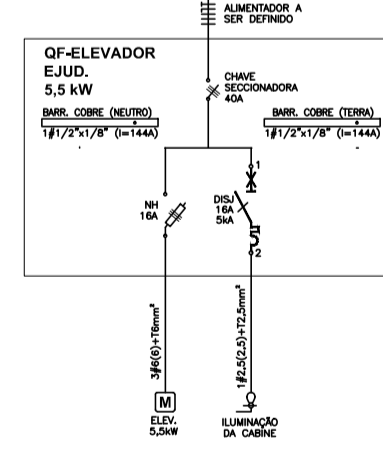 ALIMENTADOR A
SER DEFINIDO
QF-ELEVADOR
EJUD.
5,5 kW
CHAVE
SECCIONADORA
40A
BARR. COBRE (NEUTRO)
1#1/2"x1/8" (I=144A)
BARR. COBRE (TERRA)
1#1/2"x1/8" (I=144A)
1
NH
16A
DISJ
16A
5kA
2
3#6(6)+T6mm²
1#2,5(2,5)+T2,5mm²
M
ELEV.
5,5kW
ILUMINAÇÃO
DA CABINE